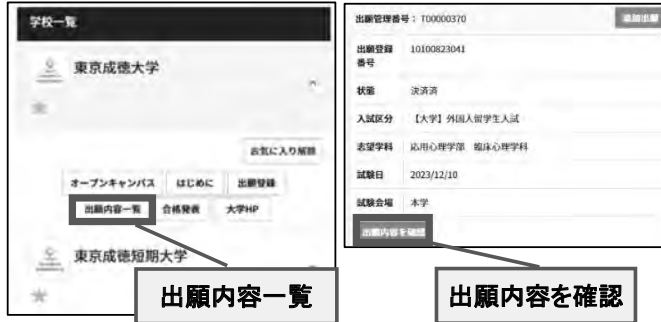 学校一覧
東京成徳大学
お気に入り解除
オープンキャンパス はじめに 出願登録
出願内容一覧 合格発表 大学HP
東京成徳短期大学
出願内容一覧
出願管理番号： T00000370
追加出願
出願登録番号 10100823041
状態 決済済
入試区分 【大学】外国人留学生入試
志望学科 応用心理学部 臨床心理学科
試験日 2023/12/10
試験会場 本学
出願内容を確認
出願内容を確認